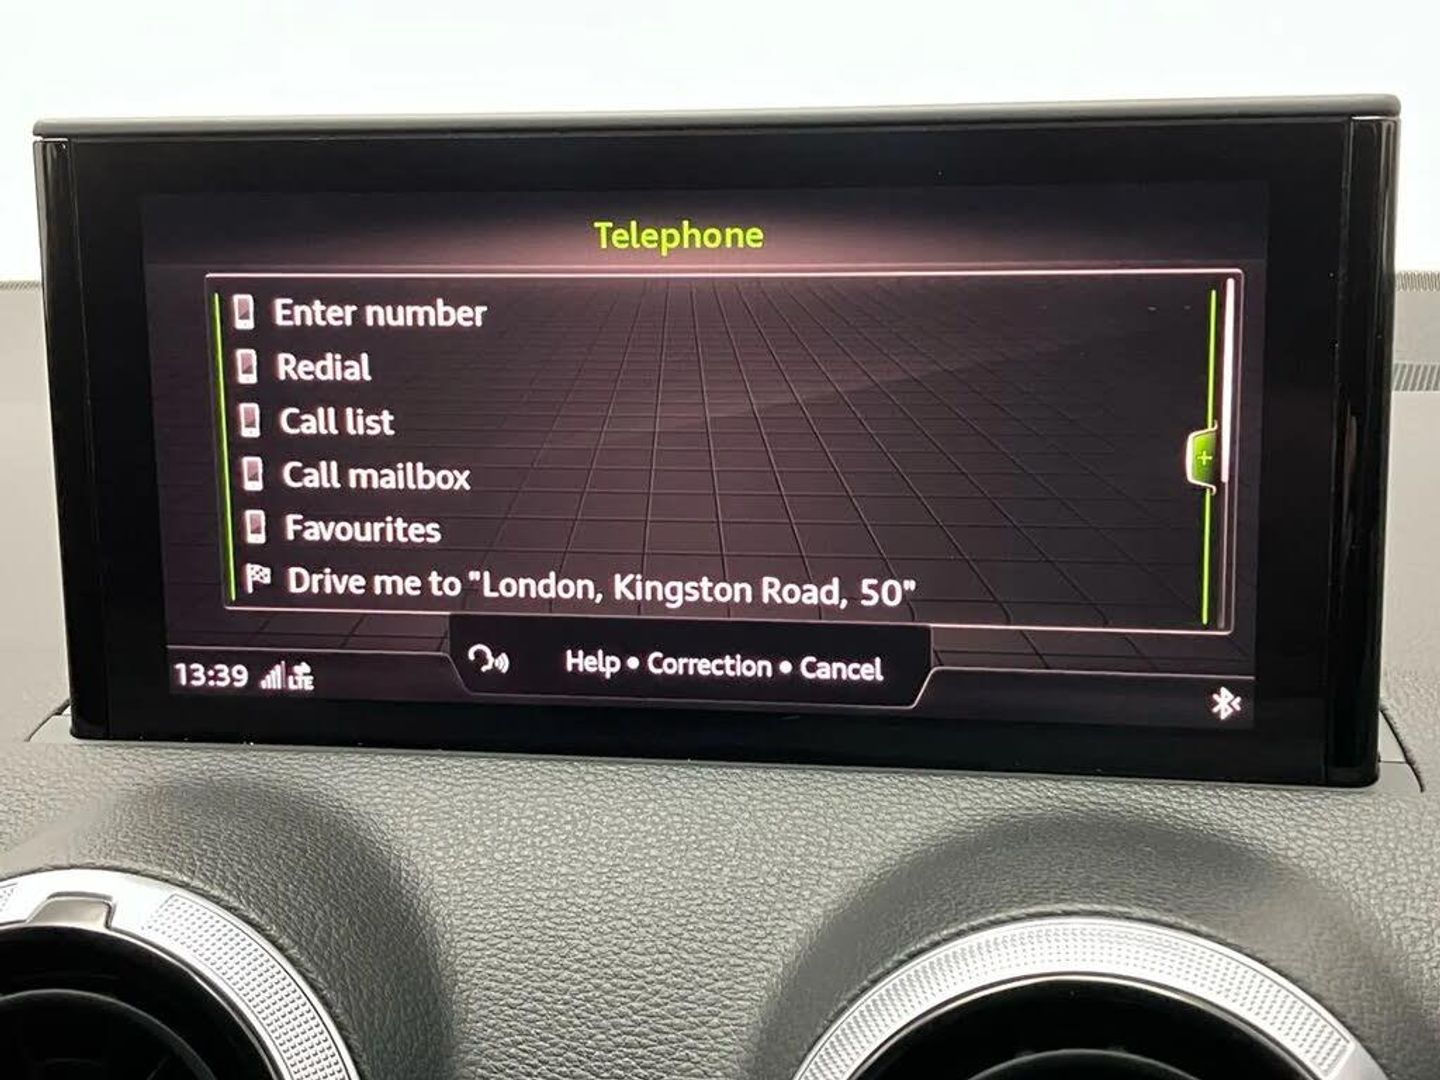 Telephone
Enter number
Redial
Call list
Call mailbox
Favourites
Drive me to "London, Kingston Road, 50"
Help • Correction • Cancel
13:39 LTE